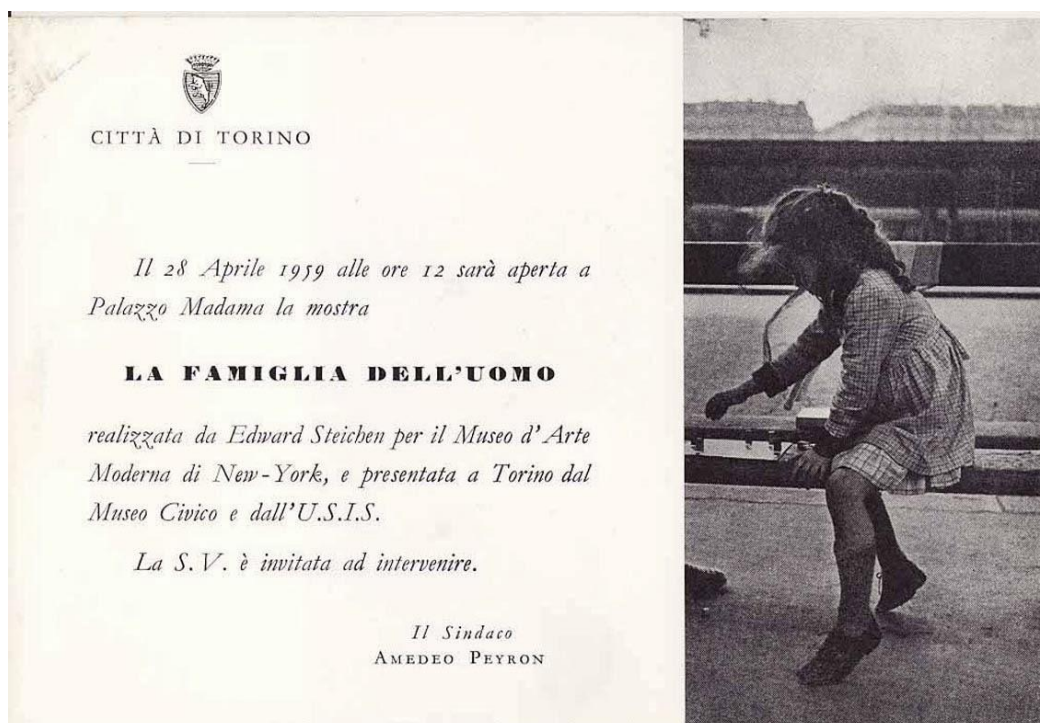 CITTÀ DI TORINO
Il 28 Aprile 1959 alle ore 12 sarà aperta a
Palazzo Madama la mostra
LA FAMIGLIA DELL'UOMO
realizzata da Edward Steichen per il Museo d'Arte
Moderna di New-York, e presentata a Torino dal
Museo Civico e dall'U.S.I.S.
La S. V. è invitata ad intervenire.
Il Sindaco
AMEDEO PEYRON